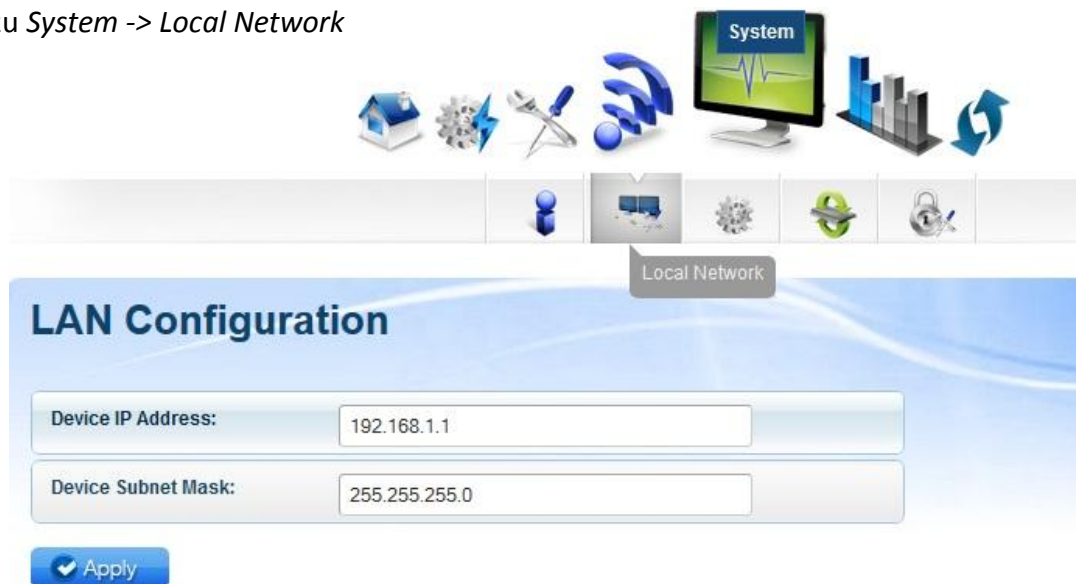 System -> Local Network
System
Local Network
LAN Configuration
Device IP Address:
192.168.1.1
Device Subnet Mask:
255.255.255.0
Apply